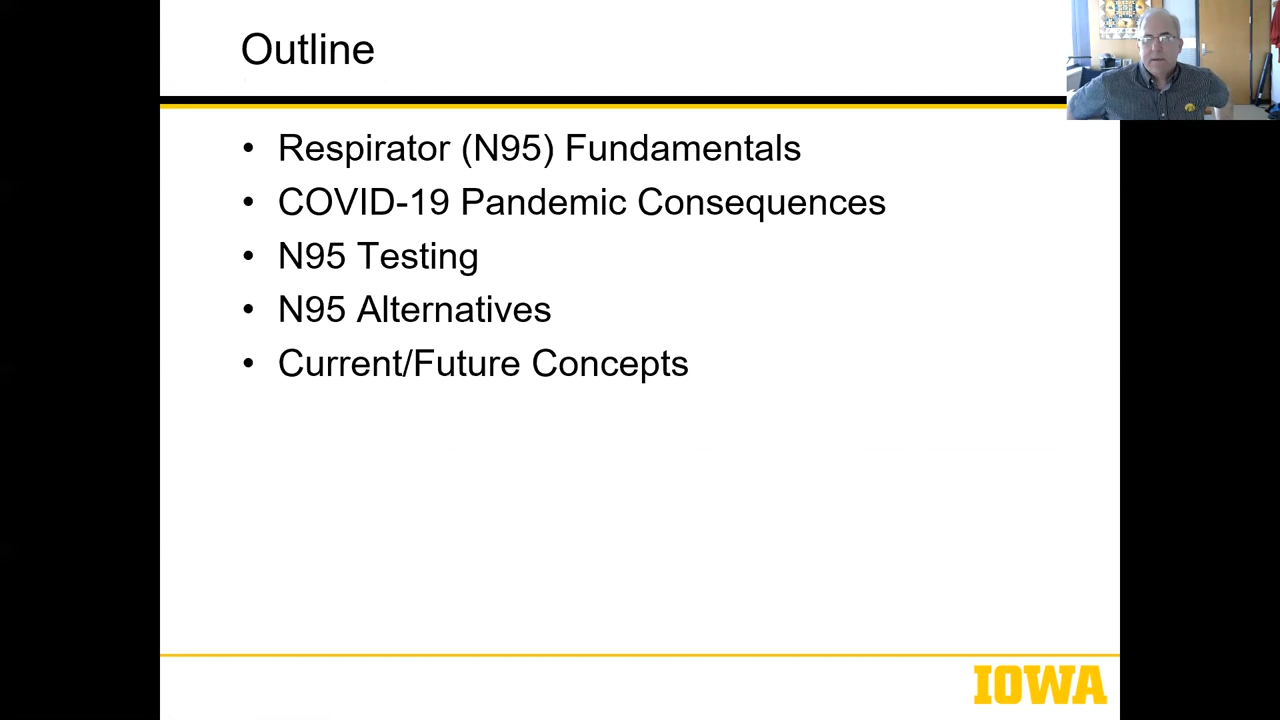 Outline
• Respirator (N95) Fundamentals
• COVID-19 Pandemic Consequences
• N95 Testing
• N95 Alternatives
• Current/Future Concepts
IOWA